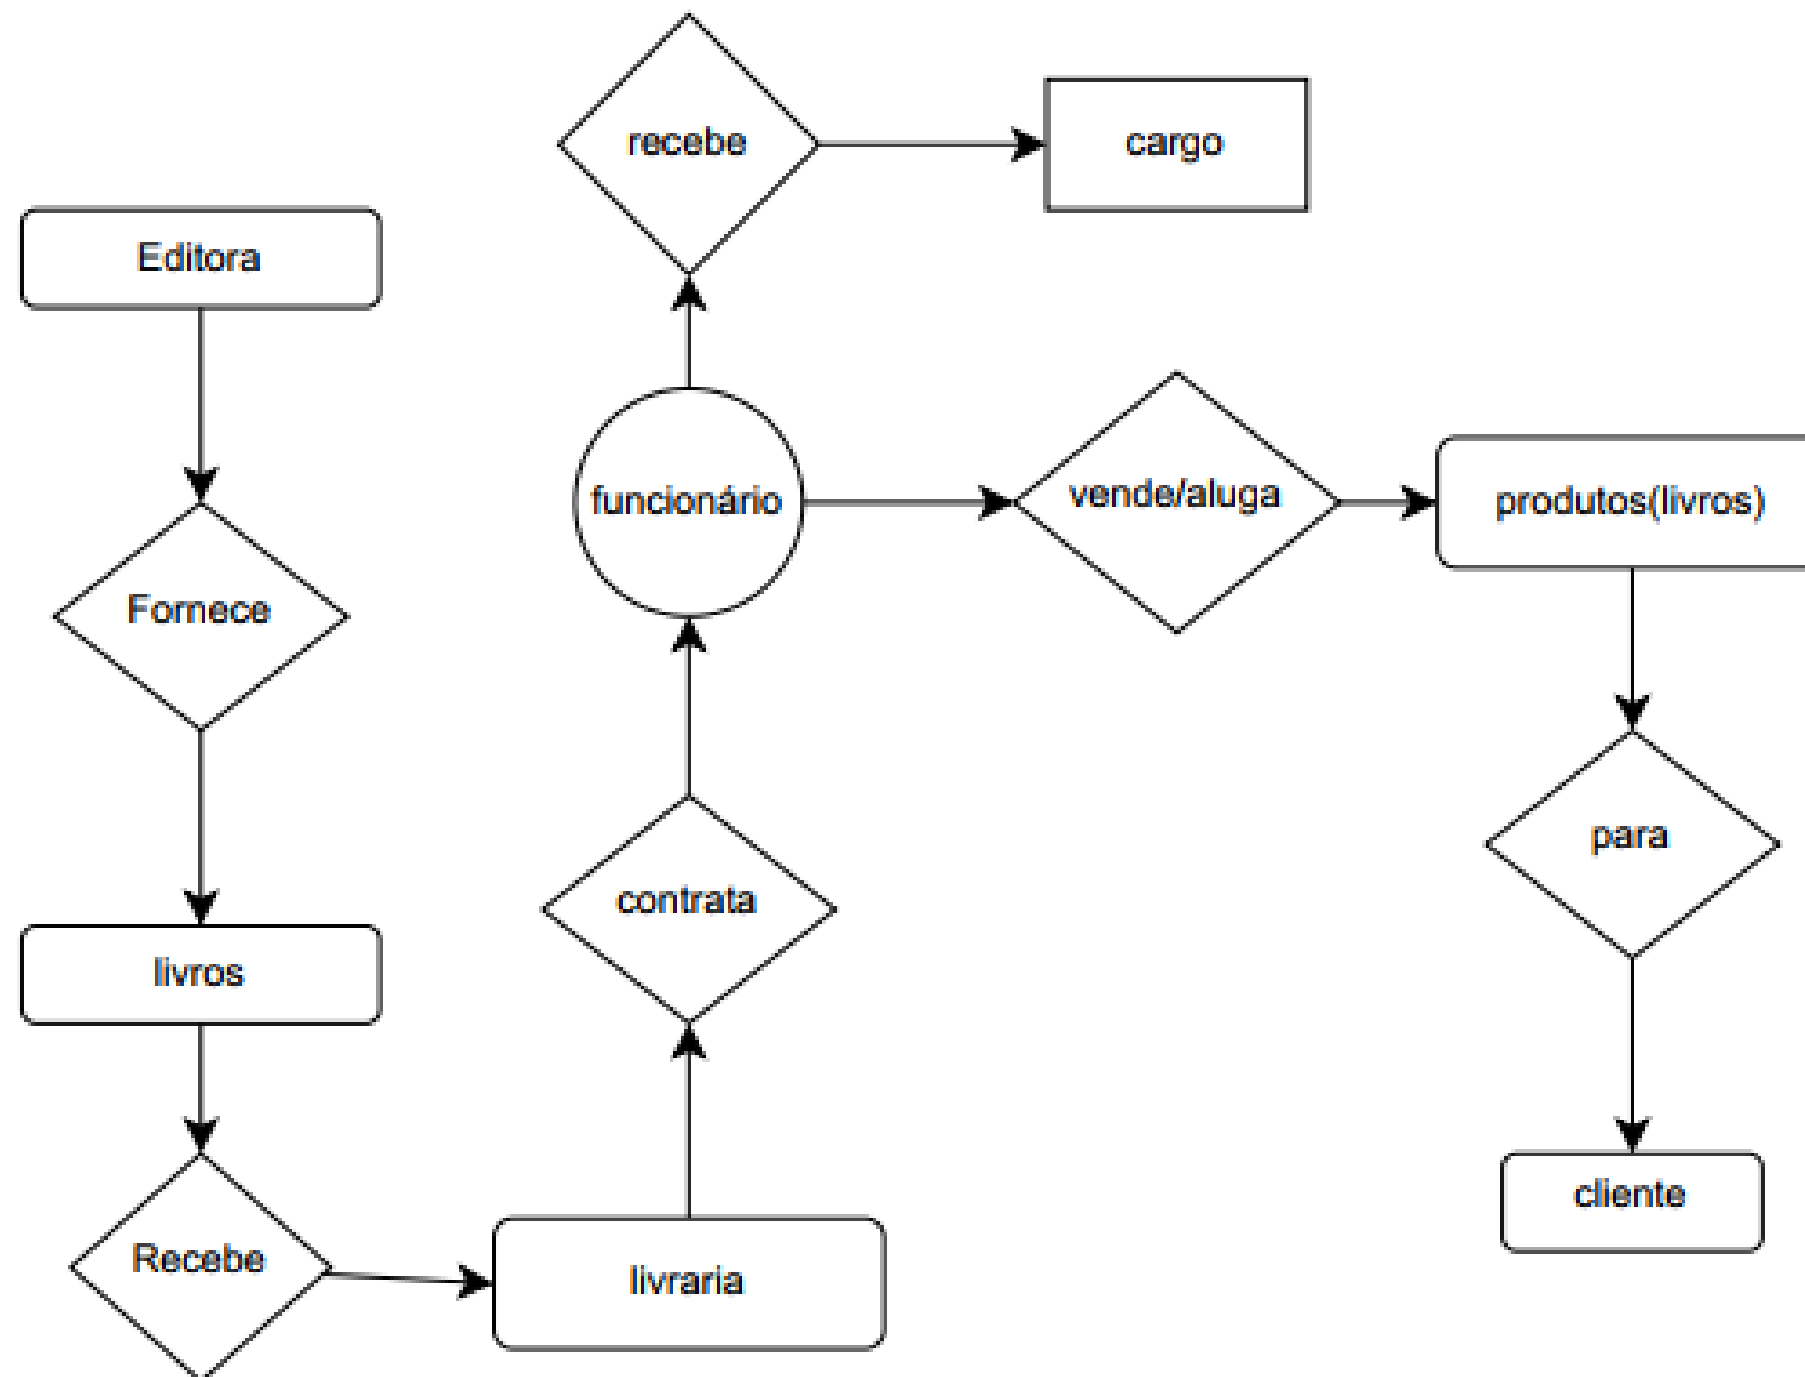 recebe
cargo
Editora
funcionário
vende/aluga
produtos(livros)
Fornece
para
contrata
livros
cliente
Recebe
livraria